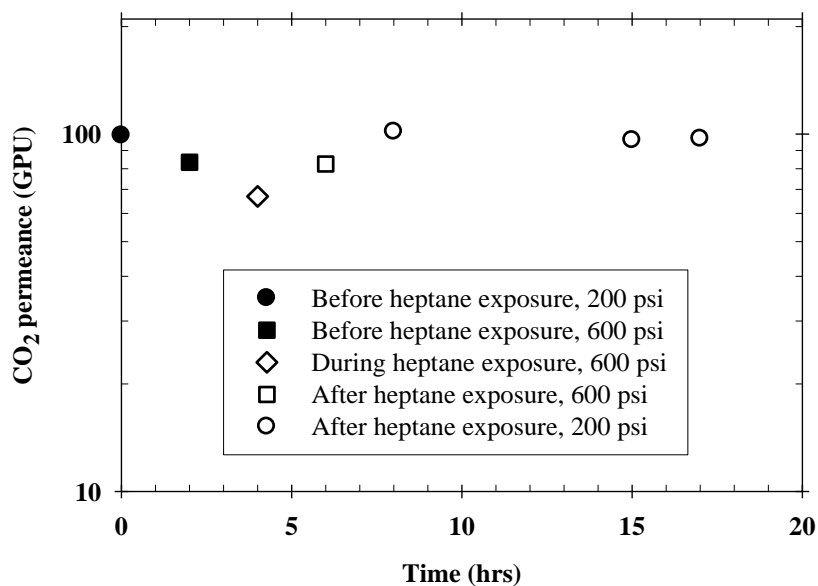 100
10
CO2 permeance (GPU)
Before heptane exposure, 200 psi
Before heptane exposure, 600 psi
During heptane exposure, 600 psi
After heptane exposure, 600 psi
After heptane exposure, 200 psi
0 5 10 15 20
Time (hrs)